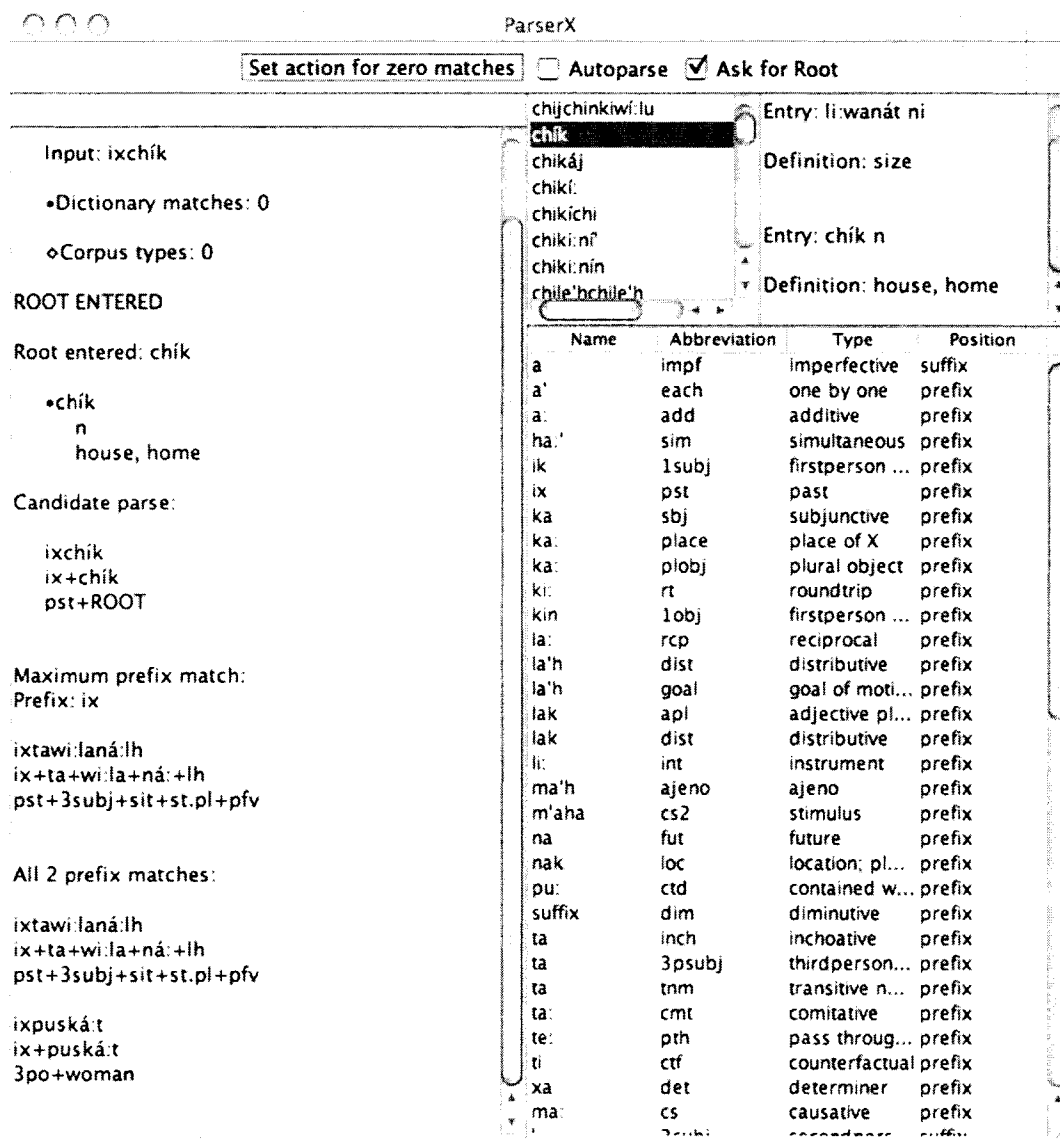 ParserX
Set action for zero matches Autoparse Ask for Root
Input: ixchík
•Dictionary matches: 0
◇Corpus types: 0
ROOT ENTERED
Root entered: chík
•chík
n
house, home
Candidate parse:
ixchík
ix+chík
pst+ROOT
Maximum prefix match:
Prefix: ix
ixtawi:laná:lh
ix+ta+wi:la+ná:+lh
pst+3subj+sit+st.pl+pfv
All 2 prefix matches:
ixtawi:laná:lh
ix+ta+wi:la+ná:+lh
pst+3subj+sit+st.pl+pfv
ixpuská:t
ix+puská:t
3po+woman
chijchinkiwí:lu
chík
chikáj
chikí:
chikíchi
chiki:ní'
chiki:nín
chile'hchile'h
Entry: li:wanát ni
Definition: size
Entry: chík n
Definition: house, home
Name Abbreviation Type Position
a impf imperfective suffix
a' each one by one prefix
a: add additive prefix
ha:' sim simultaneous prefix
ik 1subj firstperson ... prefix
ix pst past prefix
ka sbj subjunctive prefix
ka: place place of X prefix
ka: plobj plural object prefix
ki: rt roundtrip prefix
kin 1obj firstperson ... prefix
la: rcp reciprocal prefix
la'h dist distributive prefix
la'h goal goal of moti... prefix
lak apl adjective pl... prefix
lak dist distributive prefix
li: int instrument prefix
ma'h ajeno ajeno prefix
m'aha cs2 stimulus prefix
na fut future prefix
nak loc location; pl... prefix
pu: ctd contained w... prefix
suffix dim diminutive prefix
ta inch inchoative prefix
ta 3psubj thirdperson... prefix
ta tnm transitive n... prefix
ta: cmt comitative prefix
te: pth pass throug... prefix
ti ctf counterfactual prefix
xa det determiner prefix
ma: cs causative prefix